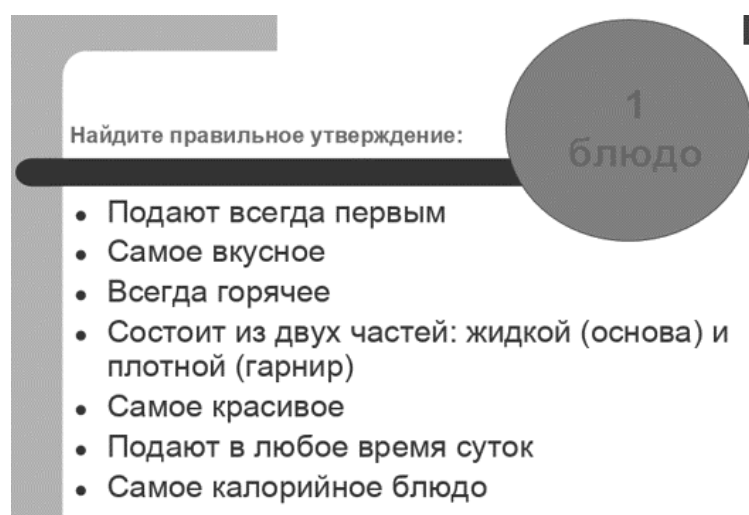 1
блюдо
Найдите правильное утверждение:
• Подают всегда первым
• Самое вкусное
• Всегда горячее
• Состоит из двух частей: жидкой (основа) и
плотной (гарнир)
• Самое красивое
• Подают в любое время суток
• Самое калорийное блюдо